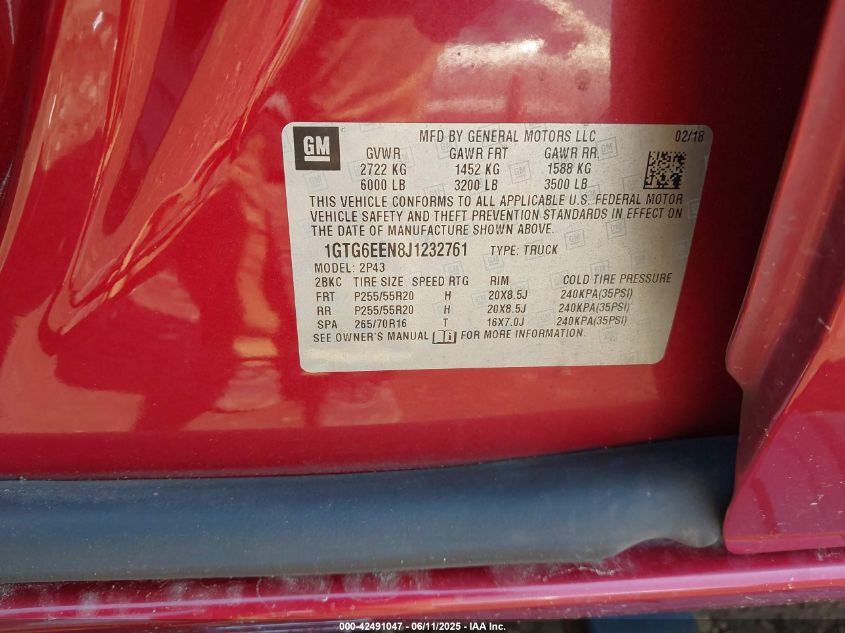 GM
MFD BY GENERAL MOTORS LLC 02/18
GVWR GAWR FRT GAWR RR
2722 KG 1452 KG 1588 KG
6000 LB 3200 LB 3500 LB
THIS VEHICLE CONFORMS TO ALL APPLICABLE U.S. FEDERAL MOTOR
VEHICLE SAFETY AND THEFT PREVENTION STANDARDS IN EFFECT ON
THE DATE OF MANUFACTURE SHOWN ABOVE.
1GTG6EEN8J1232761 TYPE: TRUCK
MODEL: 2P43
2BKC TIRE SIZE SPEED RTG RIM COLD TIRE PRESSURE
FRT P255/55R20 H 20X8.5J 240KPA(35PSI)
RR P255/55R20 H 20X8.5J 240KPA(35PSI)
SPA 265/70R16 T 16X7.0J 240KPA(35PSI)
SEE OWNER'S MANUAL FOR MORE INFORMATION.
000-42491047 - 06/11/2025 - IAA Inc.